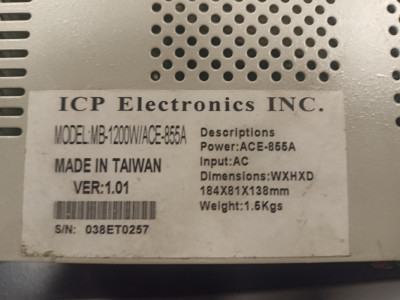 ICP Electronics INC.
MODEL:MB-1200W/ACE-855A
MADE IN TAIWAN
VER:1.01
S/N: 038ET0257
Descriptions
Power:ACE-855A
Input:AC
Dimensions:WXHXD
184X81X138mm
Weight:1.5Kgs